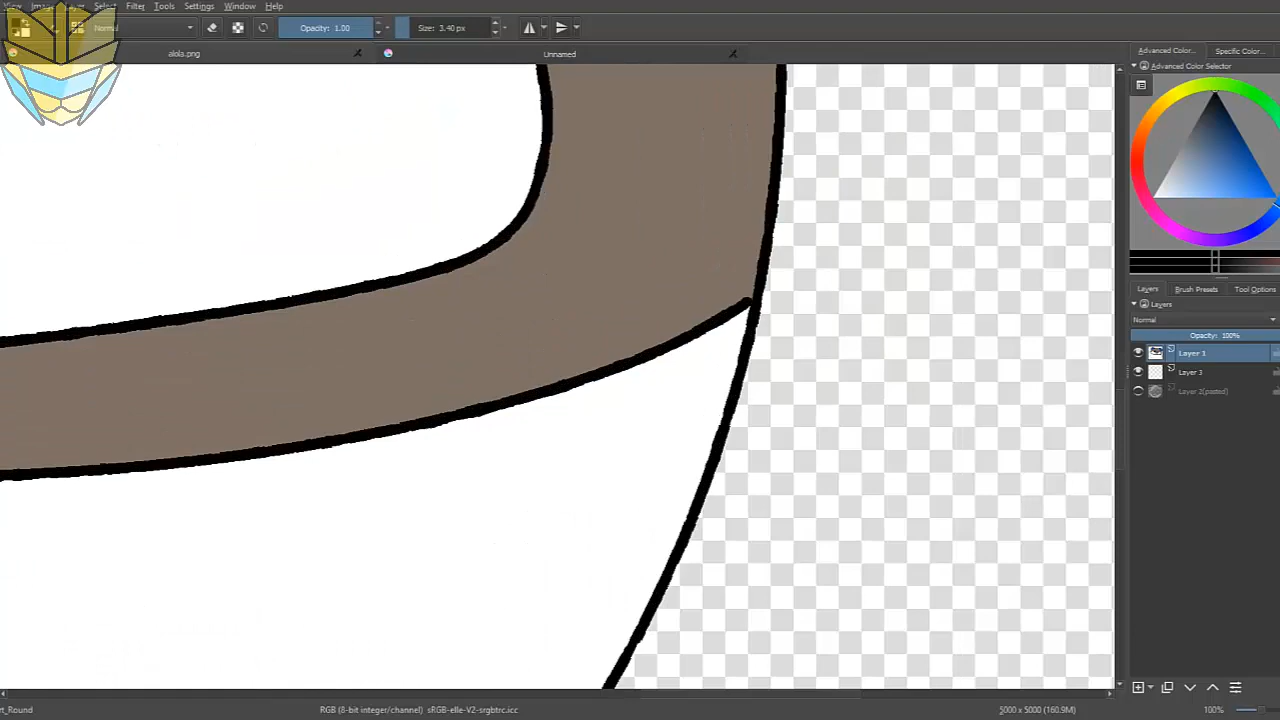 View Image Layer Select Filter Tools Settings Window Help
Normal Opacity: 1.00 Size: 3.40 px
alola.png Unnamed
Advanced Color... Specific Color...
Advanced Color Selector
Layers Brush Presets Tool Options
Layers
Normal
Opacity: 100%
Layer 1
Layer 3
Layer 2(pasted)
rt_Round RGB (8-bit integer/channel) sRGB-elle-V2-srgbtrc.icc 5000 x 5000 (160.9M) 100%